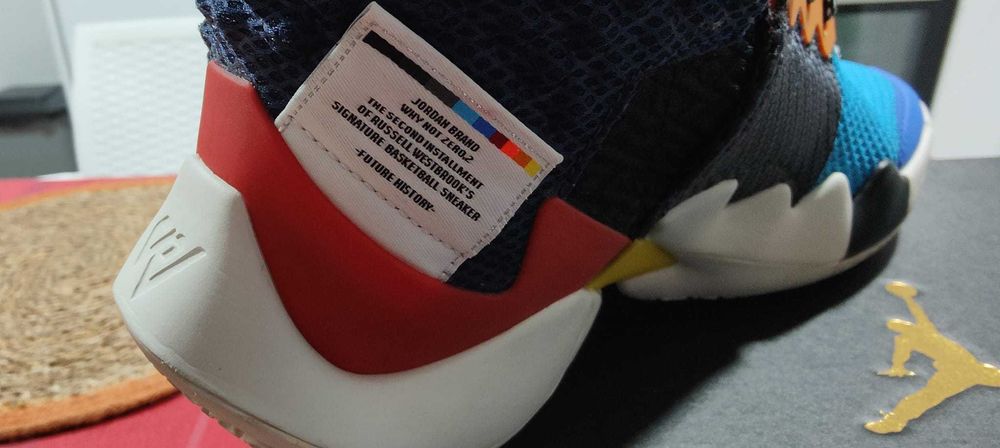 JORDAN BRAND
WHY NOT ZER0.2
THE SECOND INSTALLMENT
OF RUSSELL WESTBROOK'S
SIGNATURE BASKETBALL SNEAKER
-FUTURE HISTORY-